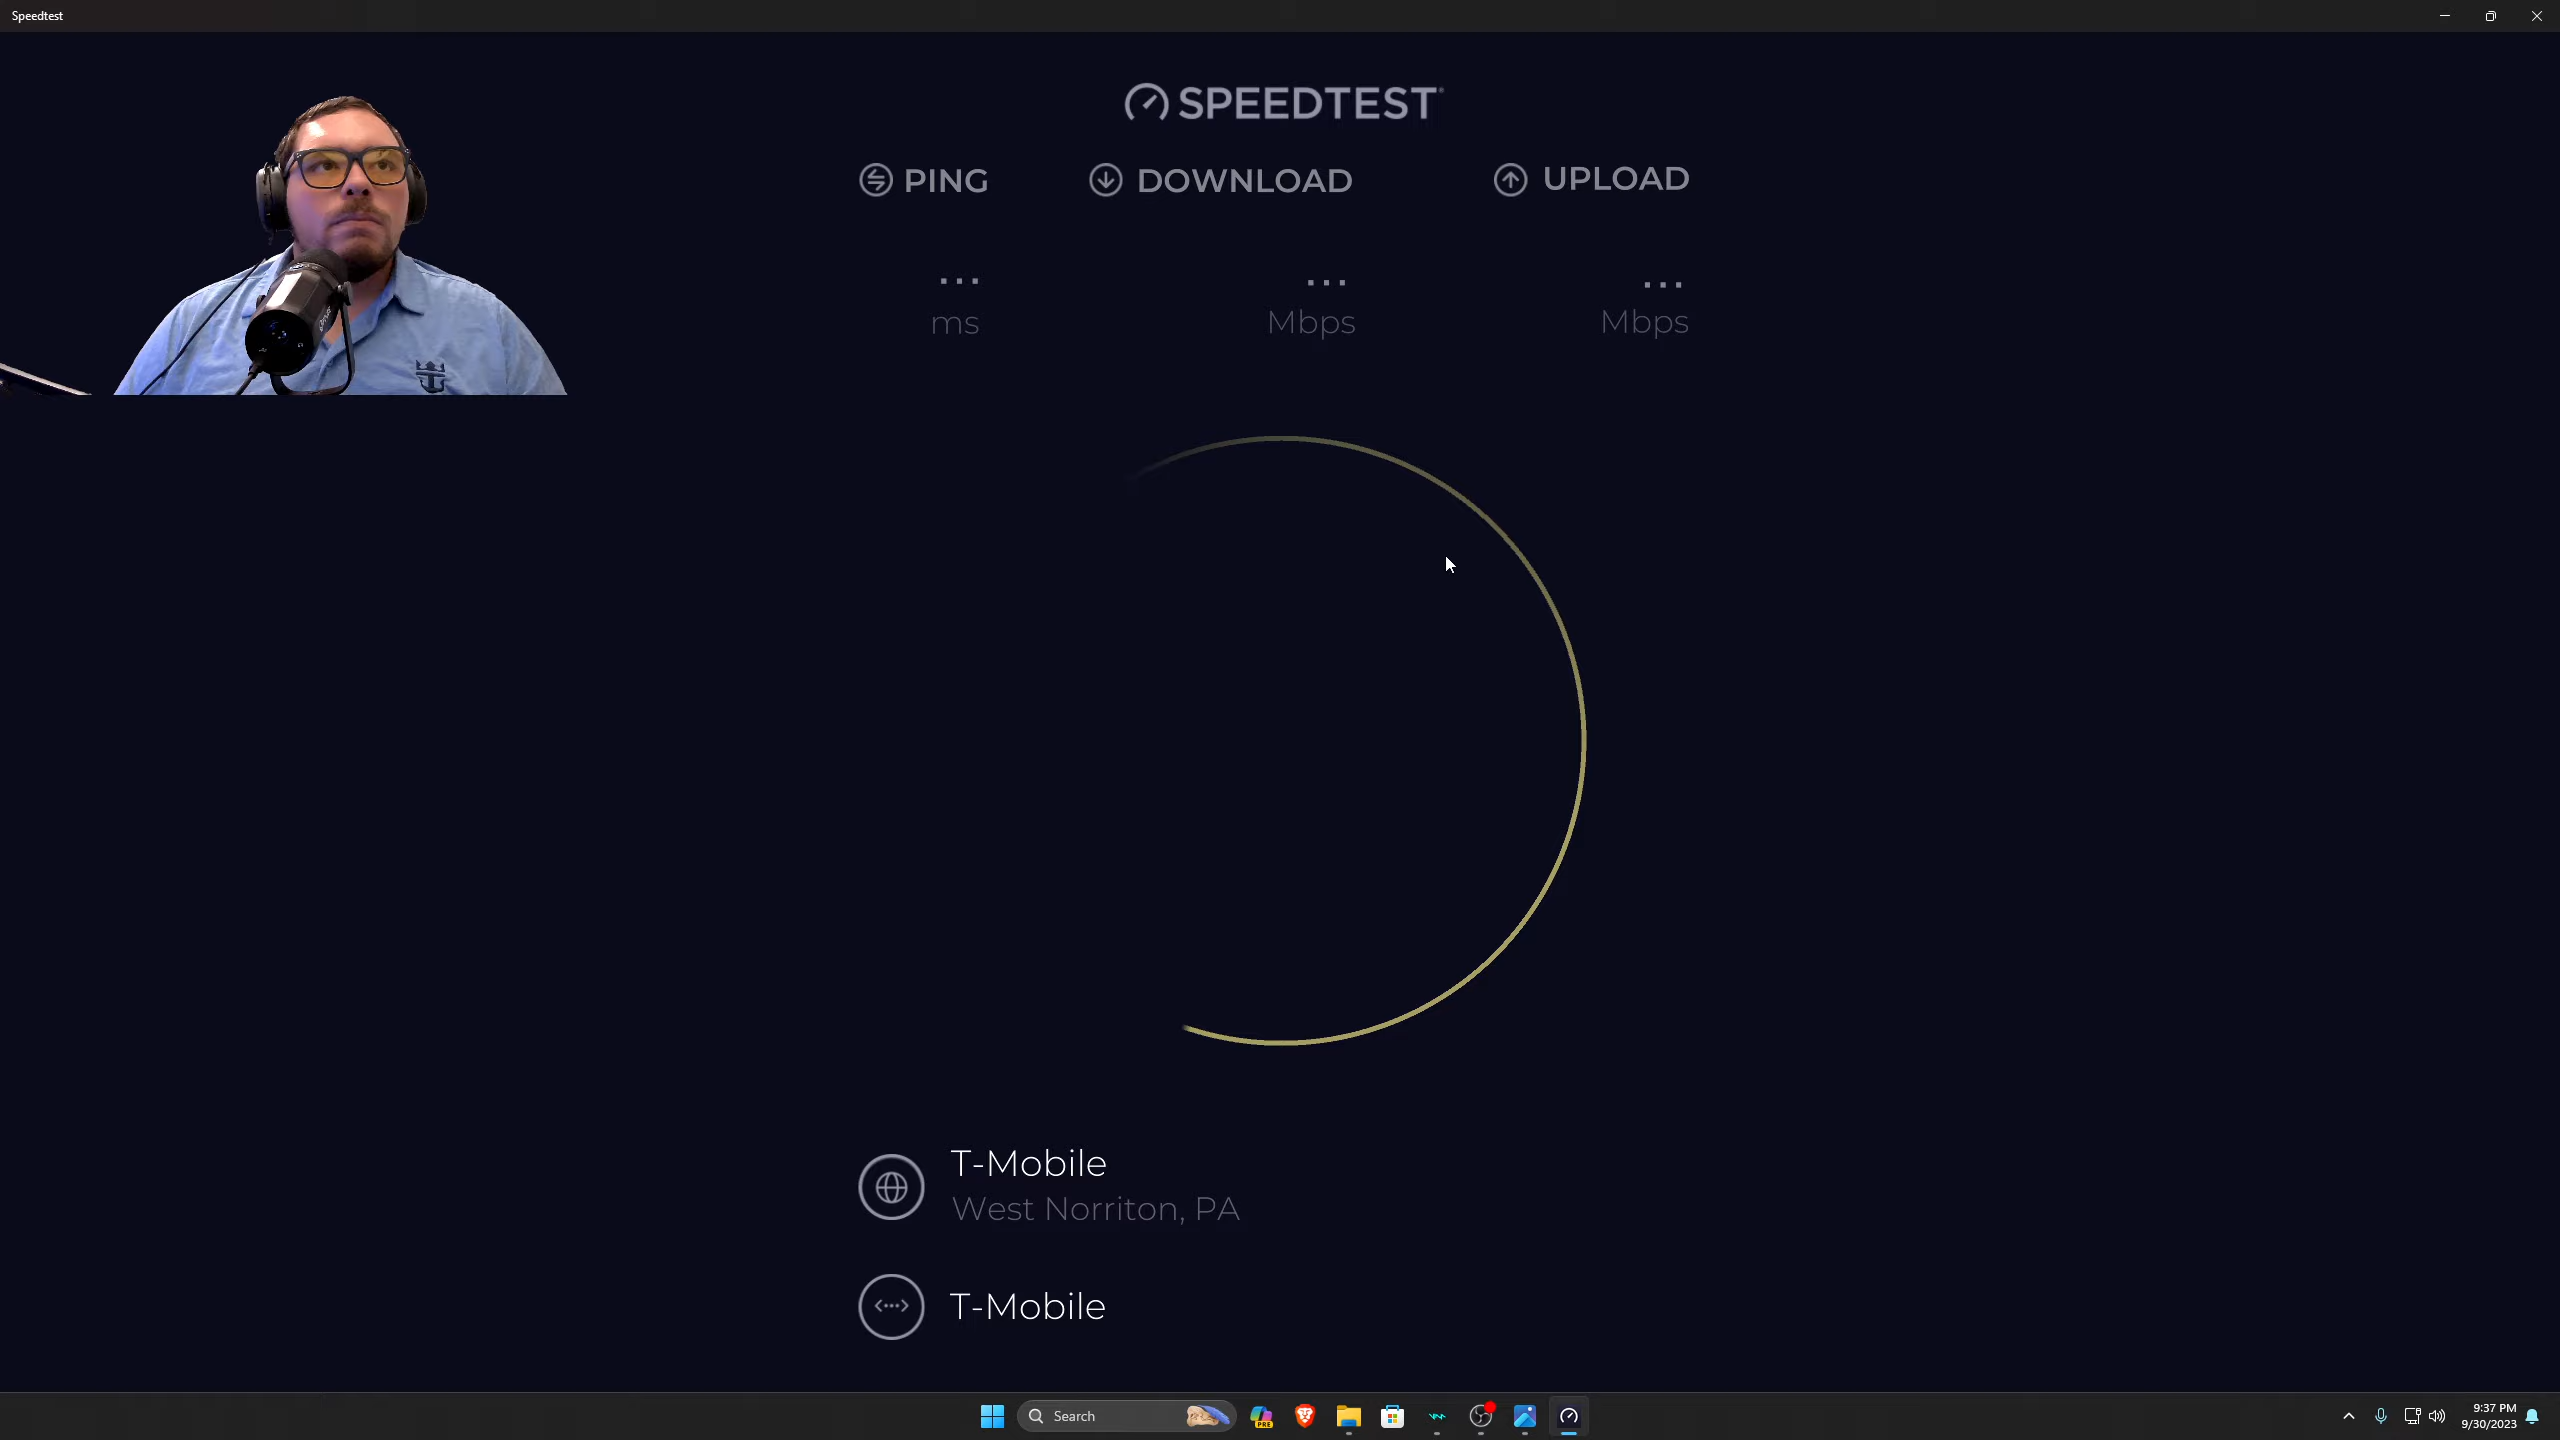 Speedtest
SPEEDTEST
PING DOWNLOAD UPLOAD
... ... ...
ms Mbps Mbps
T-Mobile
West Norriton, PA
T-Mobile
Search
PRE
9:37 PM
9/30/2023